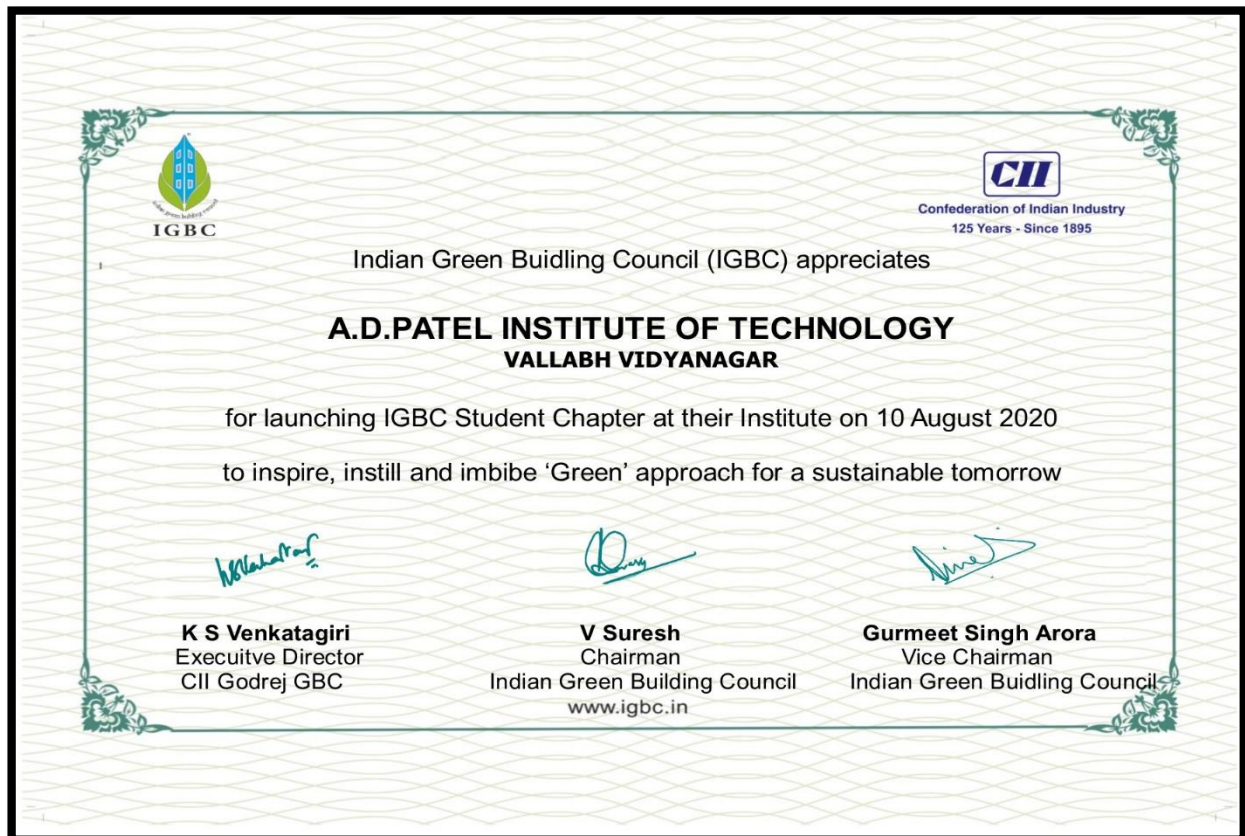 IGBC
CII
Confederation of Indian Industry
125 Years - Since 1895
Indian Green Buidling Council (IGBC) appreciates
A.D.PATEL INSTITUTE OF TECHNOLOGY
VALLABH VIDYANAGAR
for launching IGBC Student Chapter at their Institute on 10 August 2020
to inspire, instill and imbibe ‘Green’ approach for a sustainable tomorrow
K S Venkatagiri
Execuitve Director
CII Godrej GBC
V Suresh
Chairman
Indian Green Building Council
www.igbc.in
Gurmeet Singh Arora
Vice Chairman
Indian Green Buidling Council